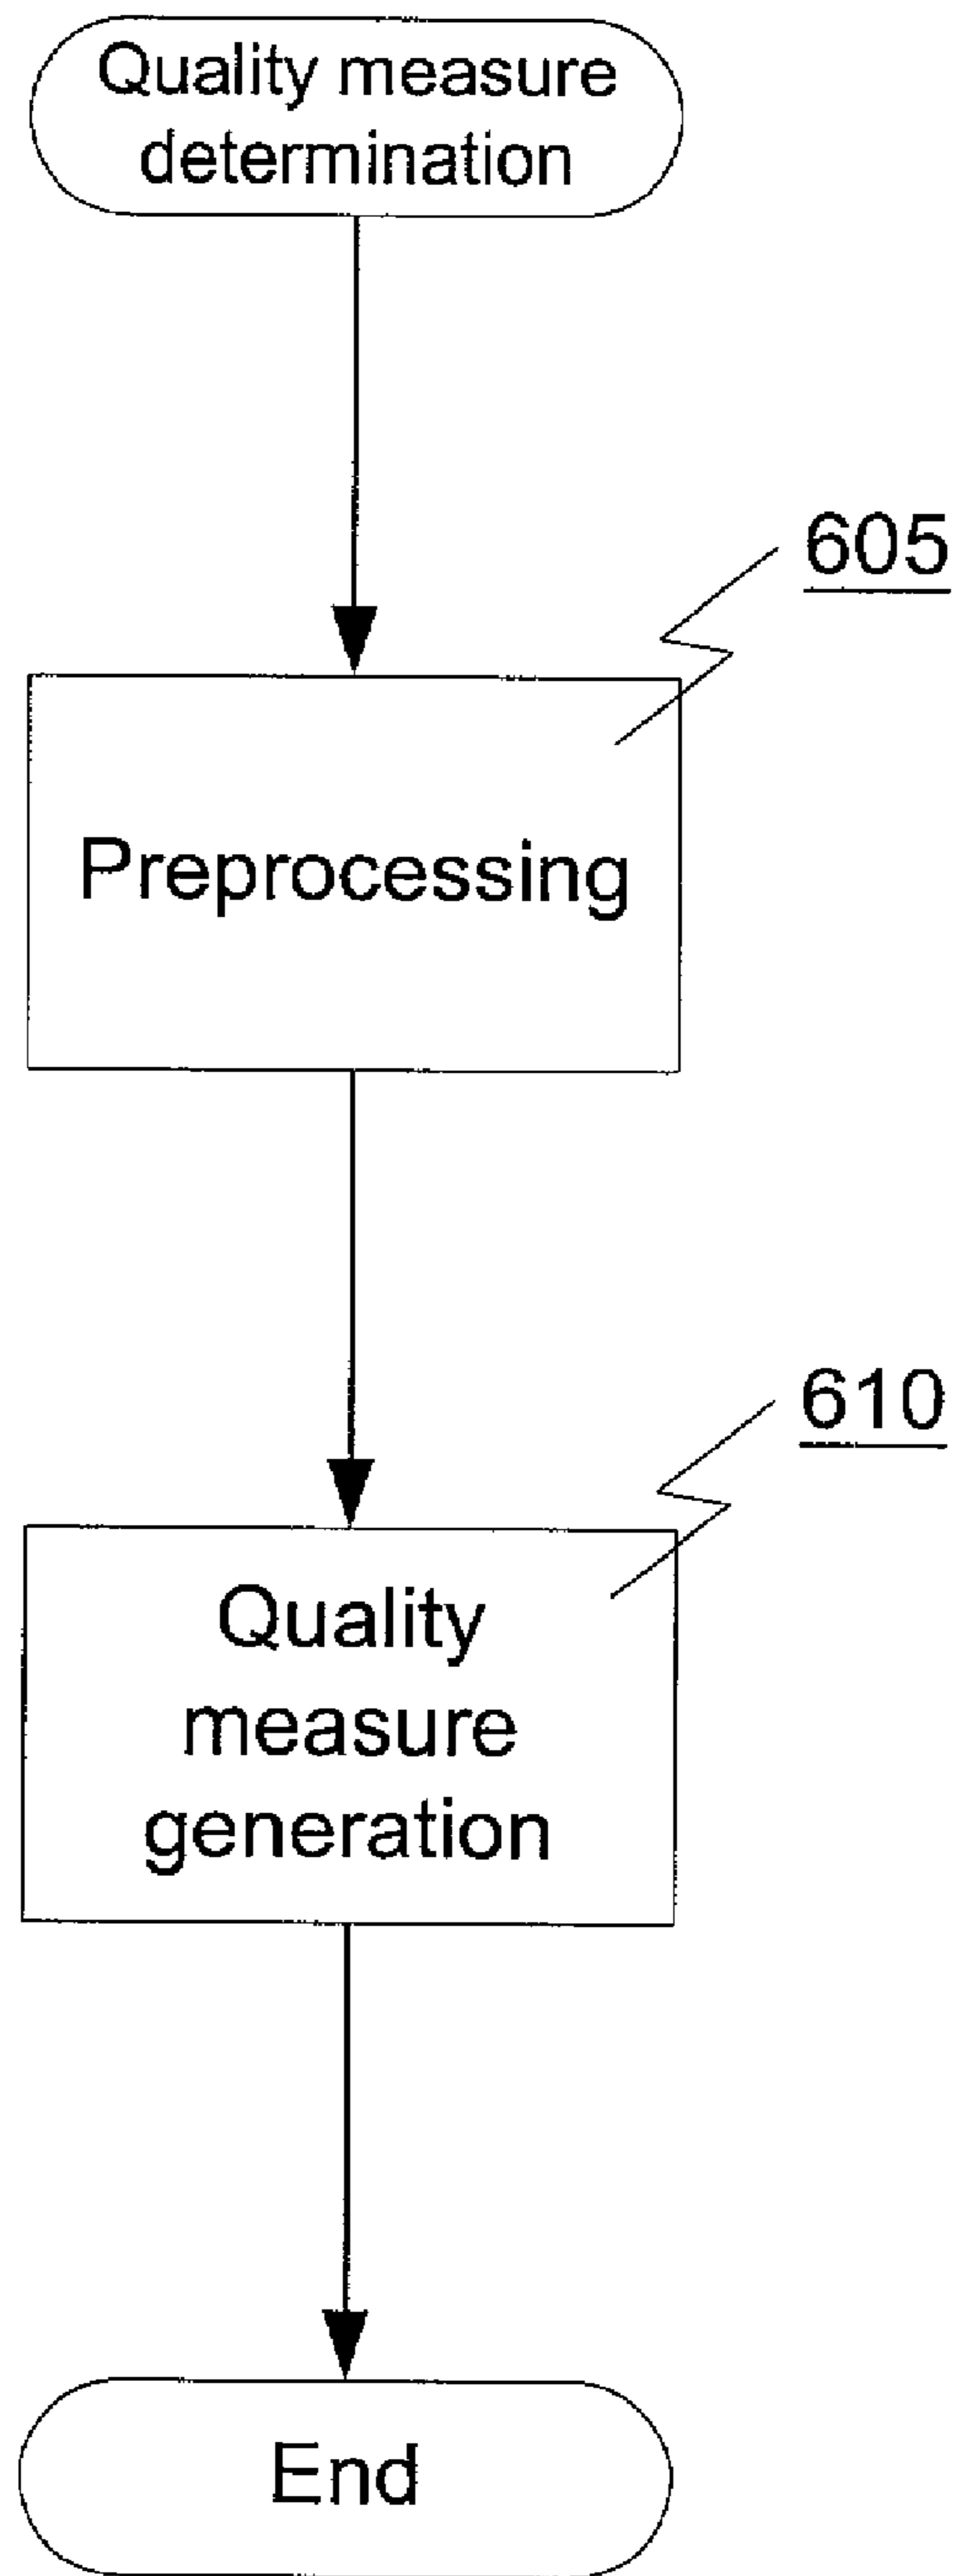 Quality measure
determination
605
Preprocessing
610
Quality
measure
generation
End